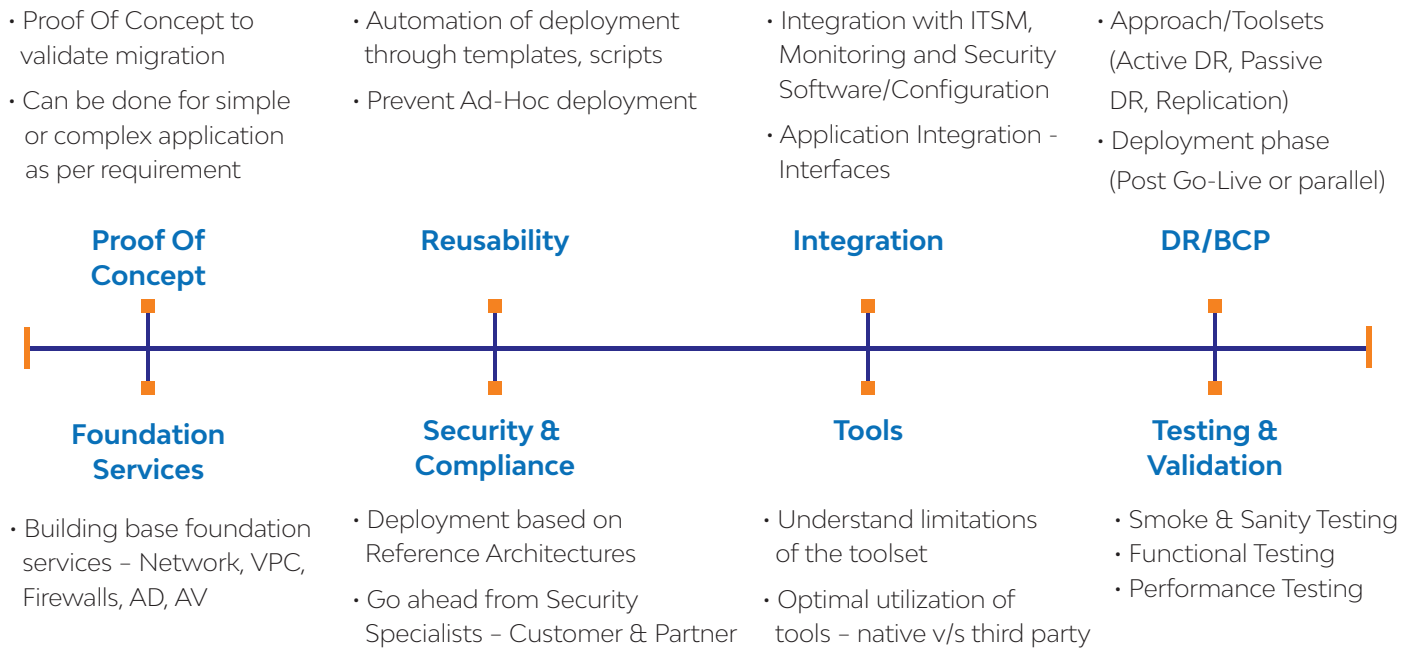 • Proof Of Concept to
validate migration
• Can be done for simple
or complex application
as per requirement
Proof Of
Concept
• Automation of deployment
through templates, scripts
• Prevent Ad-Hoc deployment
Reusability
• Integration with ITSM,
Monitoring and Security
Software/Configuration
• Application Integration -
Interfaces
Integration
• Approach/Toolsets
(Active DR, Passive
DR, Replication)
• Deployment phase
(Post Go-Live or parallel)
DR/BCP
Foundation
Services
• Building base foundation
services – Network, VPC,
Firewalls, AD, AV
Security &
Compliance
• Deployment based on
Reference Architectures
• Go ahead from Security
Specialists – Customer & Partner
Tools
• Understand limitations
of the toolset
• Optimal utilization of
tools – native v/s third party
Testing &
Validation
• Smoke & Sanity Testing
• Functional Testing
• Performance Testing